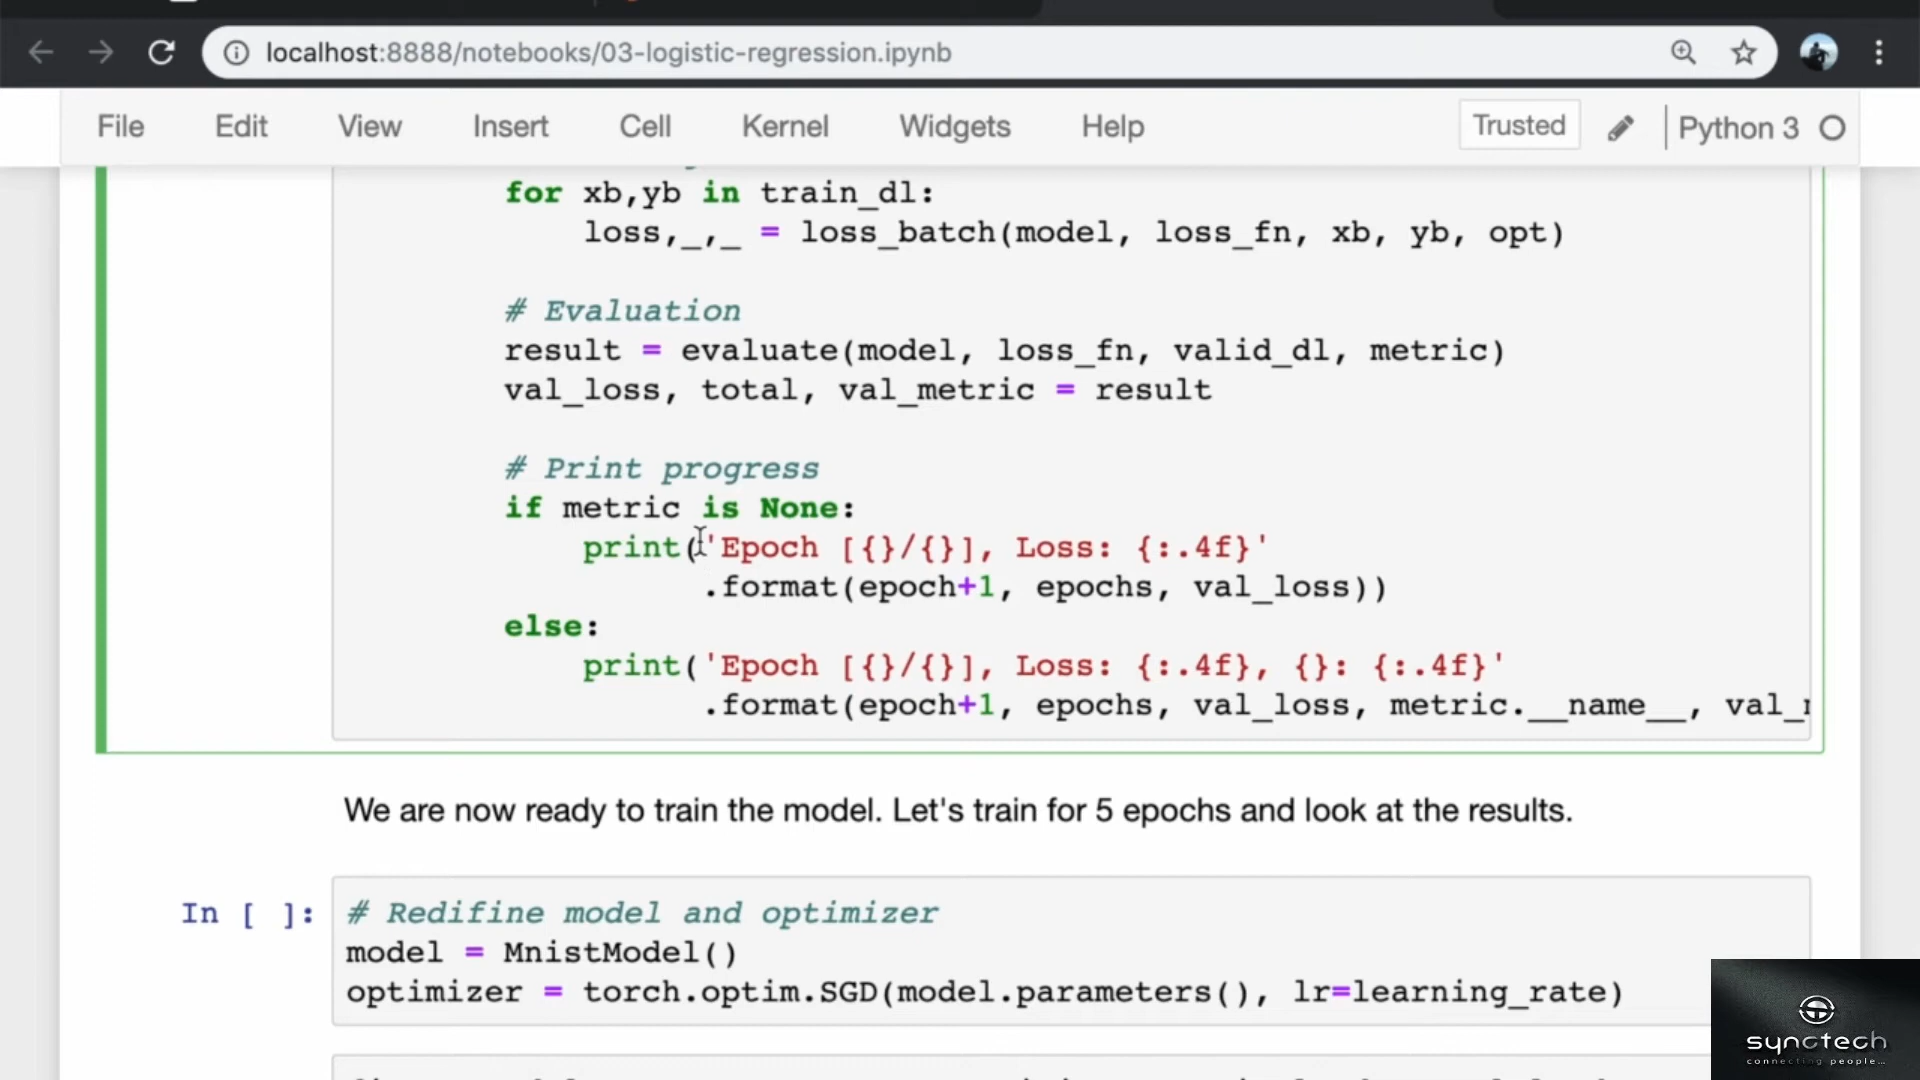 localhost:8888/notebooks/03-logistic-regression.ipynb
File Edit View Insert Cell Kernel Widgets Help Trusted Python 3
for xb,yb in train_dl:
loss,_,_ = loss_batch(model, loss_fn, xb, yb, opt)
# Evaluation
result = evaluate(model, loss_fn, valid_dl, metric)
val_loss, total, val_metric = result
# Print progress
if metric is None:
print('Epoch [{}/{}], Loss: {:.4f}'
.format(epoch+1, epochs, val_loss))
else:
print('Epoch [{}/{}], Loss: {:.4f}, {}: {:.4f}'
.format(epoch+1, epochs, val_loss, metric.__name__, val_
We are now ready to train the model. Let's train for 5 epochs and look at the results.
In [ ]: # Redifine model and optimizer
model = MnistModel()
optimizer = torch.optim.SGD(model.parameters(), lr=learning_rate)
synctech
connecting people...